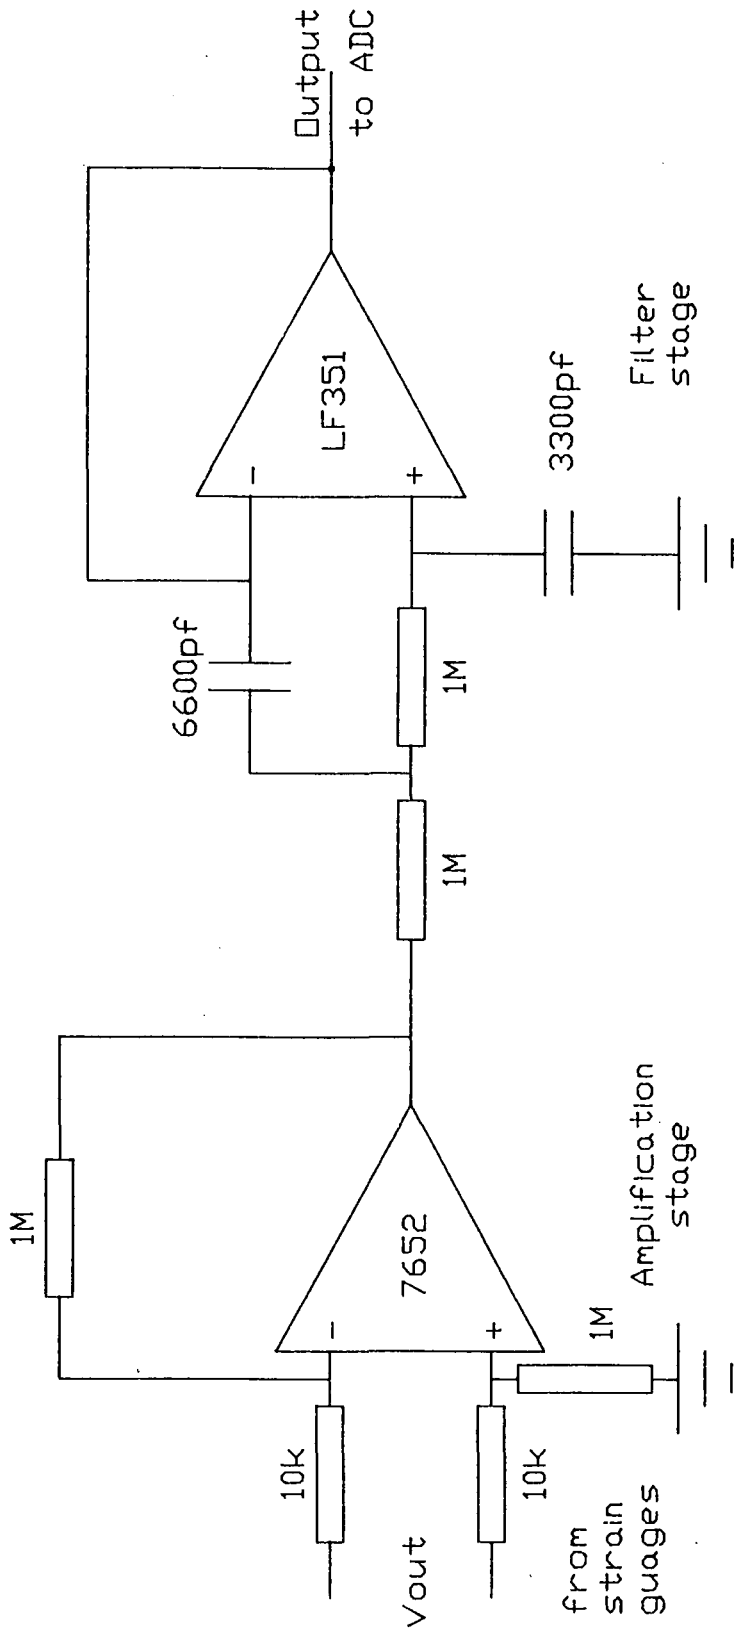 1M
10k
-
7652
+
10k
1M
Vout
from
strain
guages
Amplification
stage
1M
6600pf
1M
-
LF351
+
3300pf
Filter
stage
Output
to ADC